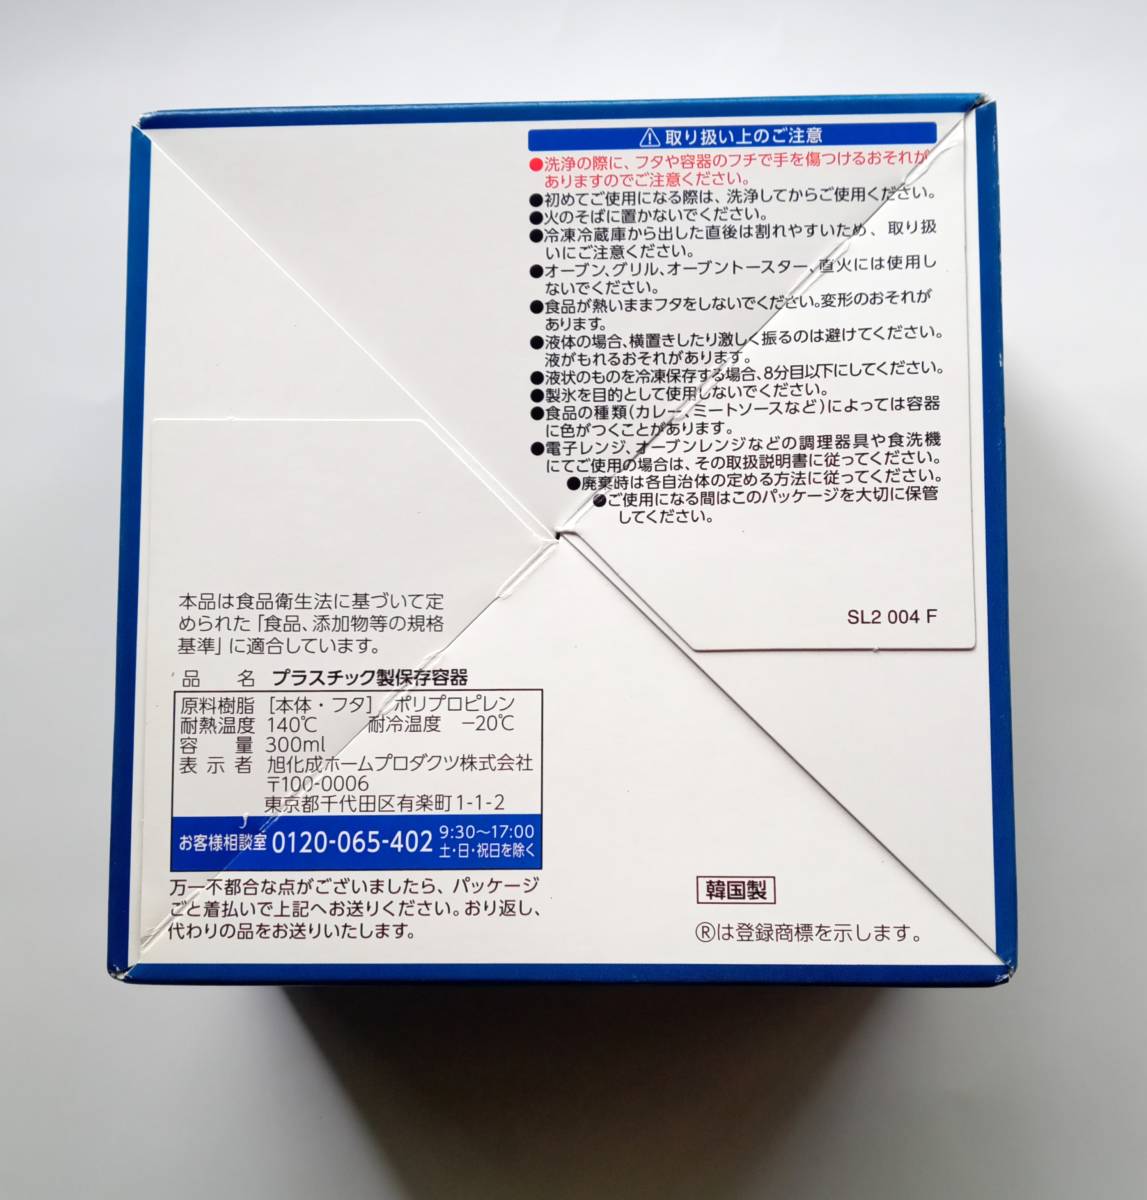 ⚠取り扱い上のご注意
●洗浄の際に、フタや容器のフチで手を傷つけるおそれが
ありますのでご注意ください。
●初めてご使用になる際は、洗浄してからご使用ください。
●火のそばに置かないでください。
●冷凍冷蔵庫から出した直後は割れやすいため、取り扱
いにご注意ください。
●オーブン、グリル、オーブントースター、直火には使用し
ないでください。
●食品が熱いままフタをしないでください。変形のおそれが
あります。
●液体の場合、横置きしたり激しく振るのは避けてください。
液がもれるおそれがあります。
●液状のものを冷凍保存する場合、8分目以下にしてください。
●製氷を目的として使用しないでください。
●食品の種類(カレー、ミートソースなど)によっては容器
に色がつくことがあります。
●電子レンジ、オーブンレンジなどの調理器具や食洗機
にてご使用の場合は、その取扱説明書に従ってください。
●廃棄時は各自治体の定める方法に従ってください。
●ご使用になる間はこのパッケージを大切に保管
してください。
SL2 004 F
本品は食品衛生法に基づいて定
められた「食品、添加物等の規格
基準」に適合しています。
品名 プラスチック製保存容器
原料樹脂 [本体・フタ] ポリプロピレン
耐熱温度 140℃ 耐冷温度 −20℃
容量 300ml
表示者 旭化成ホームプロダクツ株式会社
〒100-0006
東京都千代田区有楽町1-1-2
お客様相談室 0120-065-402 9:30〜17:00
土・日・祝日を除く
万一不都合な点がございましたら、パッケージ
ごと着払いで上記へお送りください。おり返し、
代わりの品をお送りいたします。
韓国製
®は登録商標を示します。